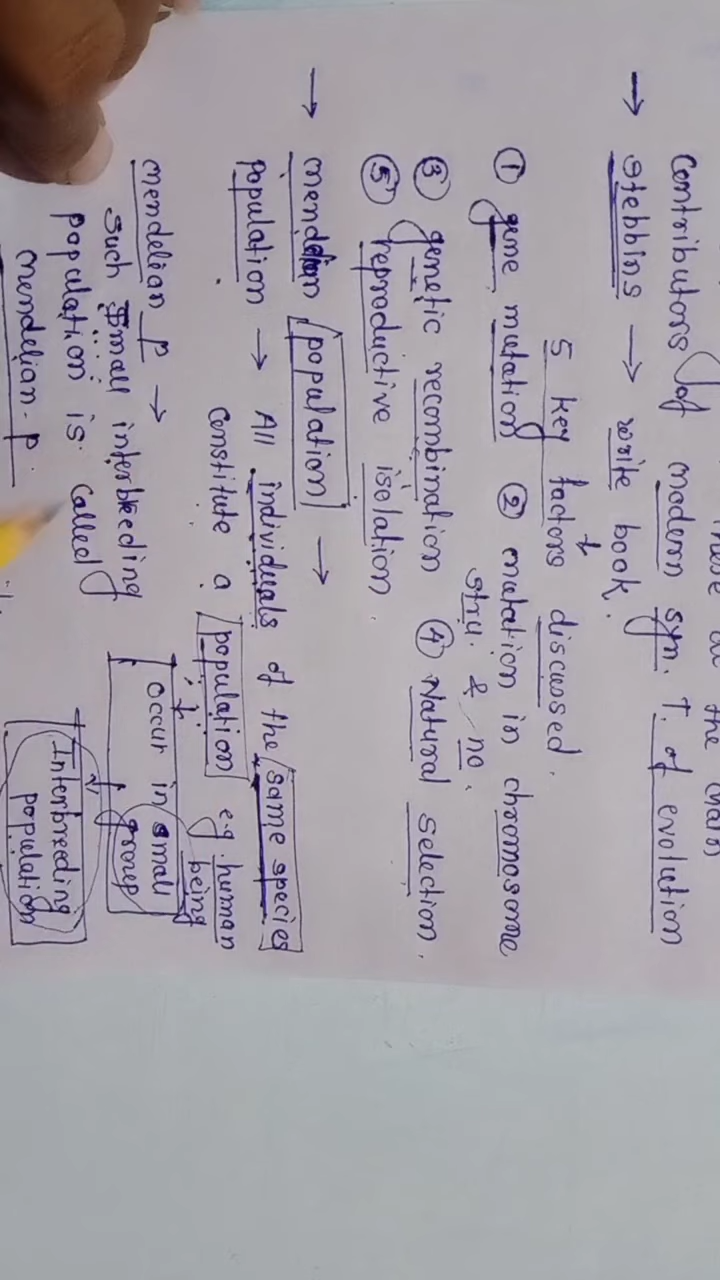 the main
Contributors of modern syn. T. of evolution
→ Stebbins → write book.
5 key factors discussed.
① gene mutation ② mutation in chromosome
stru. & no.
③ genetic recombination ④ Natural selection.
⑤ reproductive isolation.
→ mendelian population →
population → All individuals of the same species
constitute a population eg. human
being
mendelian p →
occur in small
group
Such small interbreeding
population is called
mendelian-p.
Interbreeding
population